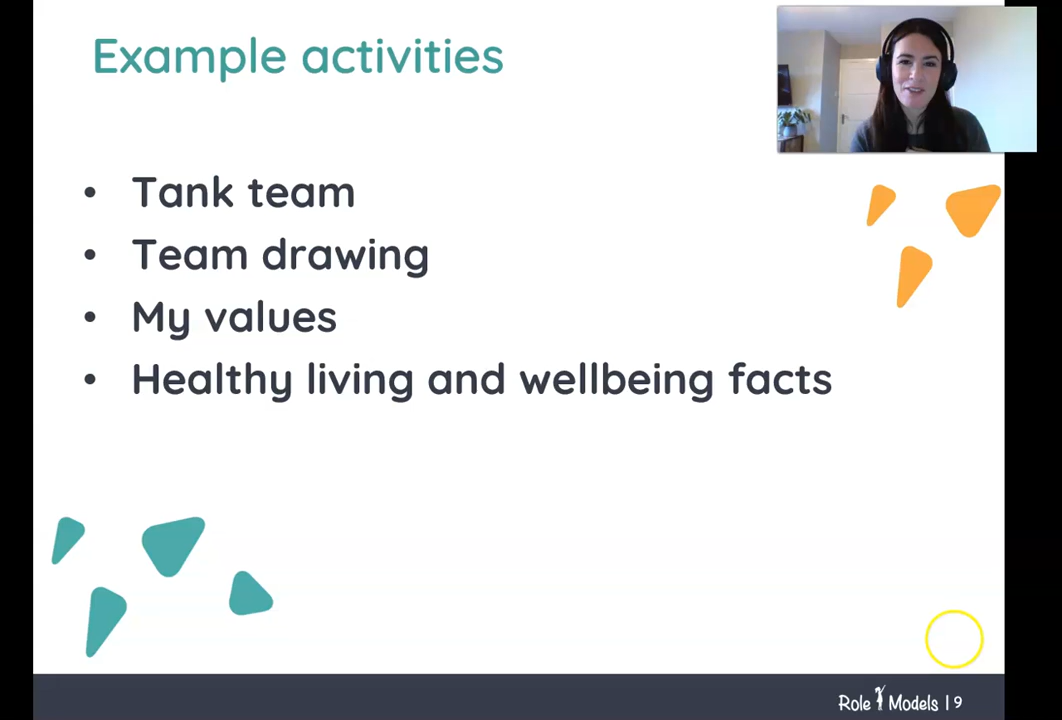 Example activities
• Tank team
• Team drawing
• My values
• Healthy living and wellbeing facts
Role Models | 9